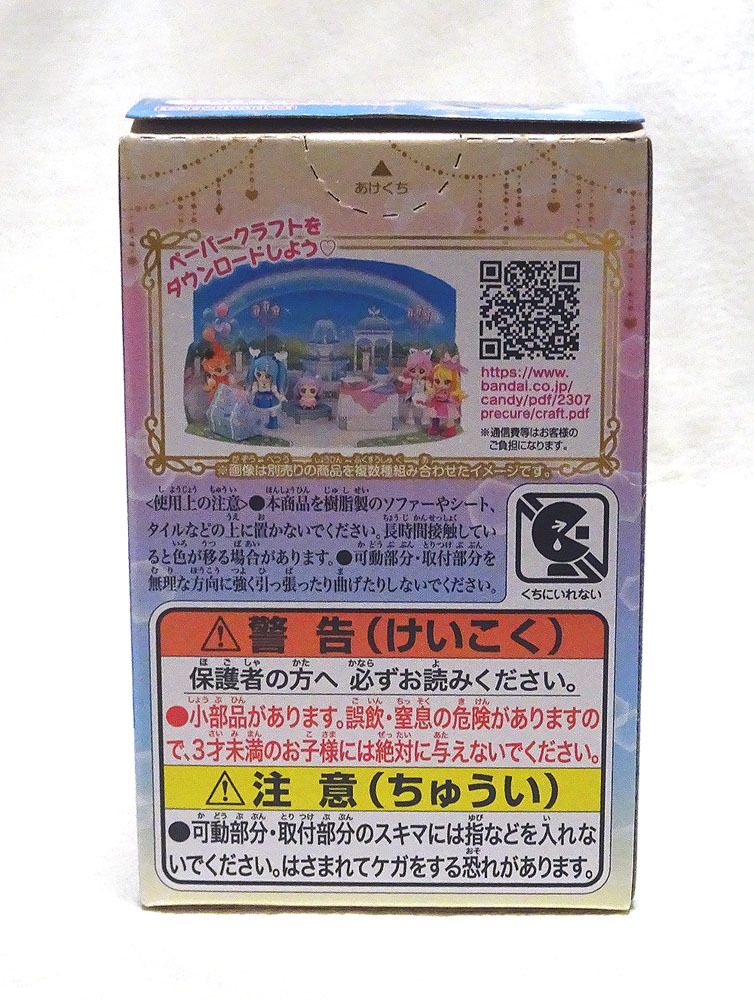 あけくち
ペーパークラフトを
ダウンロードしよう♡
https://www.
bandai.co.jp/
candy/pdf/2307
precure/craft.pdf
※通信費等はお客様の
ご負担になります。
※画像は別売りの商品を複数種組み合わせたイメージです。
〈使用上の注意〉●本商品を樹脂製のソファーやシート、
タイルなどの上に置かないでください。長時間接触してい
ると色が移る場合があります。●可動部分・取付部分を
無理な方向に強く引っ張ったり曲げたりしないでください。
くちにいれない
⚠警告(けいこく)
保護者の方へ 必ずお読みください。
●小部品があります。誤飲・窒息の危険がありますの
で、3才未満のお子様には絶対に与えないでください。
⚠注意(ちゅうい)
●可動部分・取付部分のスキマには指などを入れな
いでください。はさまれてケガをする恐れがあります。